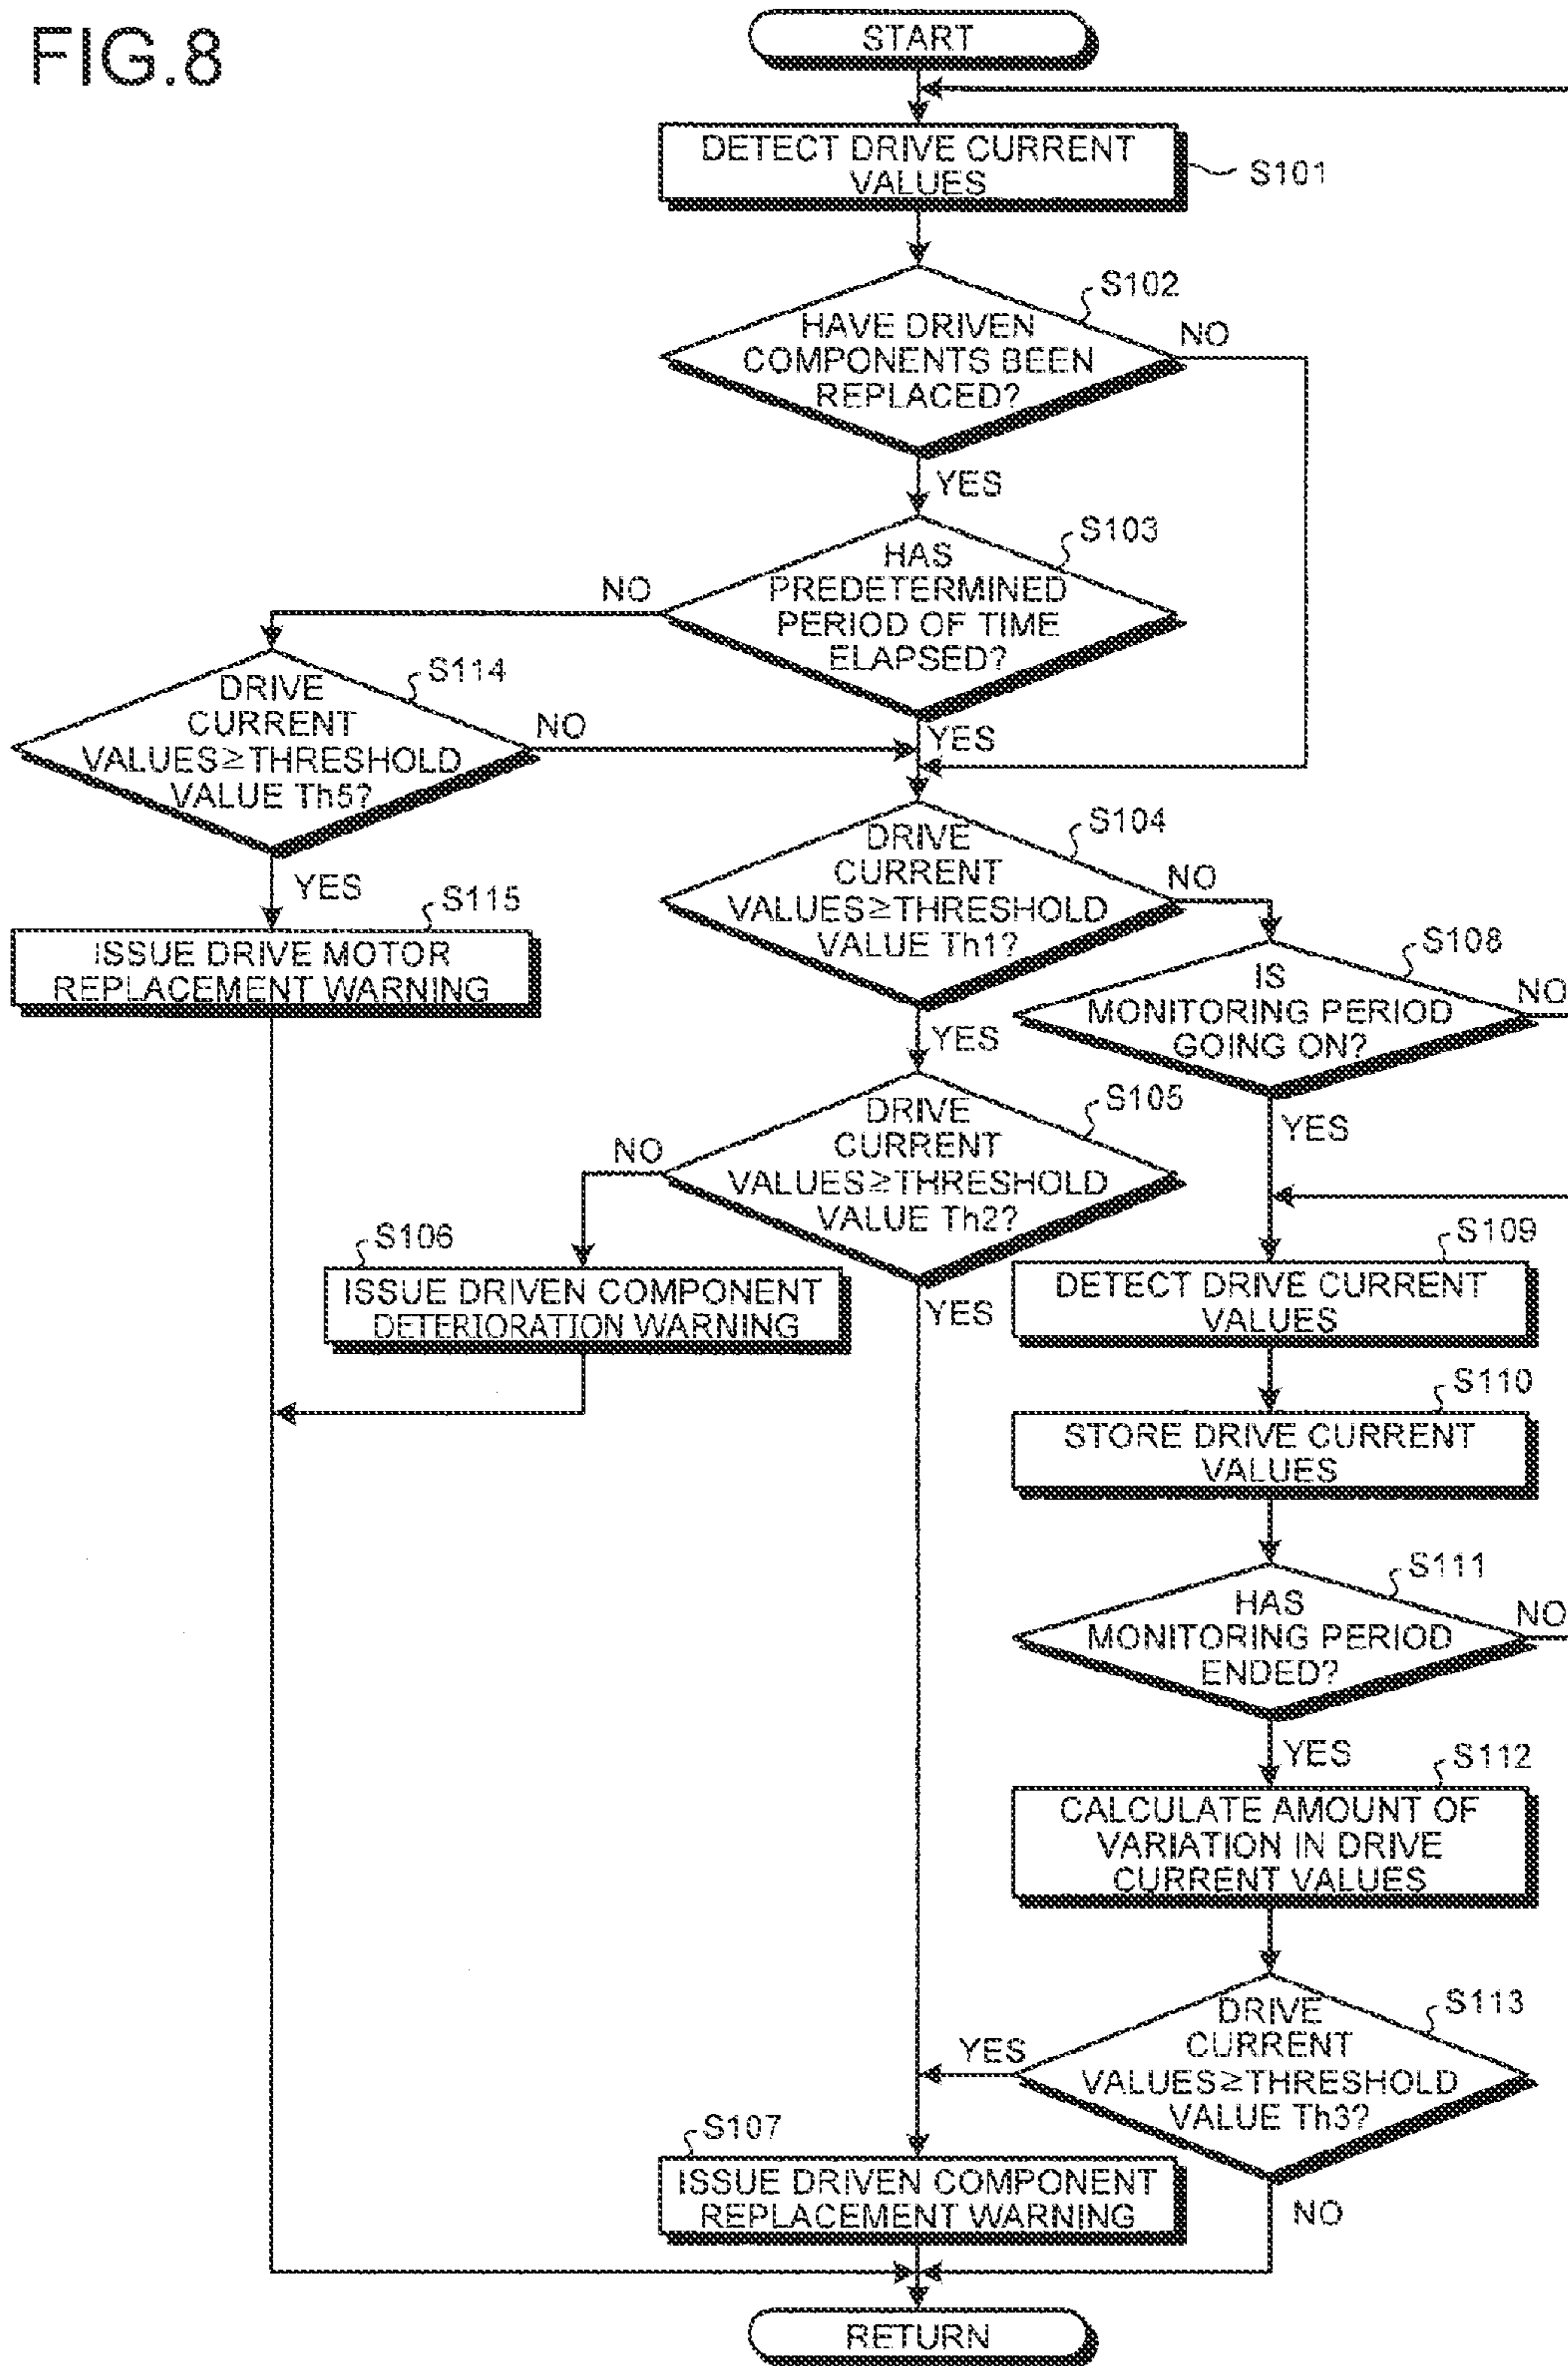 FIG.8
START
DETECT DRIVE CURRENT
VALUES
S101
S102
HAVE DRIVEN
COMPONENTS BEEN
REPLACED?
NO
YES
S103
HAS
PREDETERMINED
PERIOD OF TIME
ELAPSED?
NO
YES
S114
DRIVE
CURRENT
VALUES≥THRESHOLD
VALUE Th5?
NO
YES
S115
ISSUE DRIVE MOTOR
REPLACEMENT WARNING
S104
DRIVE
CURRENT
VALUES≥THRESHOLD
VALUE Th1?
NO
YES
S108
IS
MONITORING PERIOD
GOING ON?
NO
YES
S105
DRIVE
CURRENT
VALUES≥THRESHOLD
VALUE Th2?
NO
YES
S106
ISSUE DRIVEN COMPONENT
DETERIORATION WARNING
S109
DETECT DRIVE CURRENT
VALUES
S110
STORE DRIVE CURRENT
VALUES
S111
HAS
MONITORING PERIOD
ENDED?
NO
YES
S112
CALCULATE AMOUNT OF
VARIATION IN DRIVE
CURRENT VALUES
S113
DRIVE
CURRENT
VALUES≥THRESHOLD
VALUE Th3?
YES
NO
S107
ISSUE DRIVEN COMPONENT
REPLACEMENT WARNING
RETURN